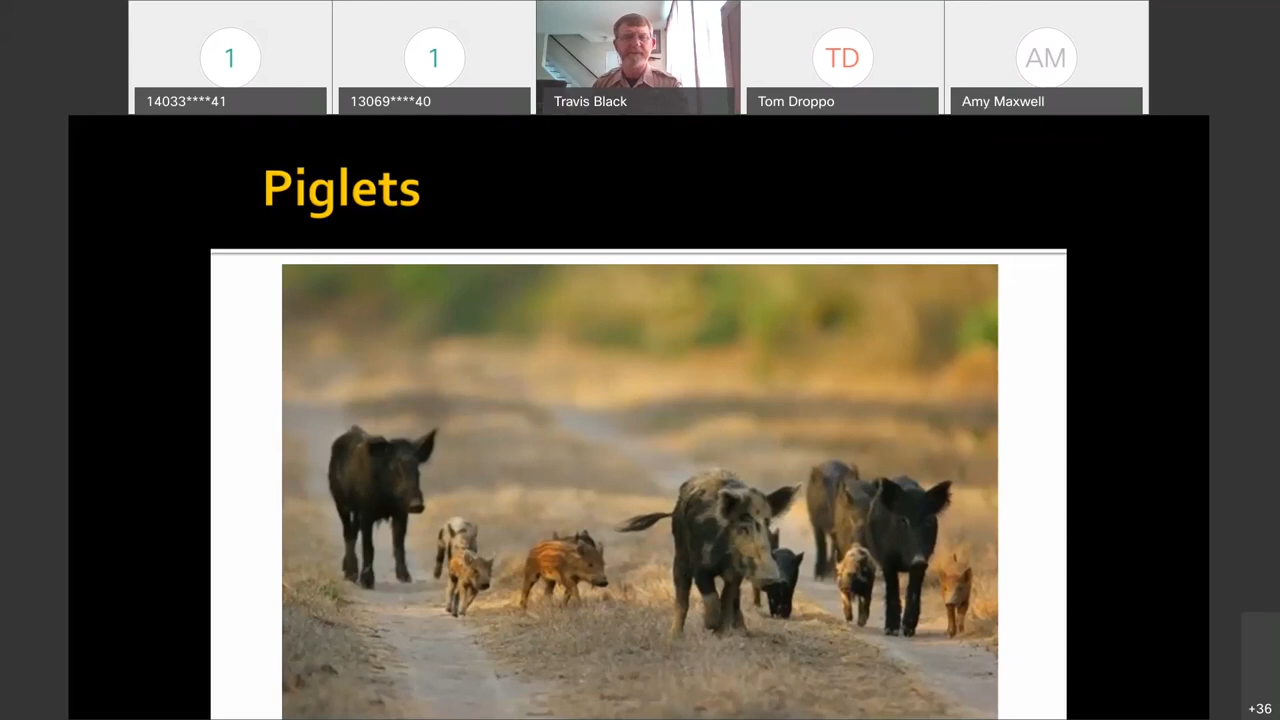 1
1
TD
AM
14033****41
13069****40
Travis Black
Tom Droppo
Amy Maxwell
Piglets
+36